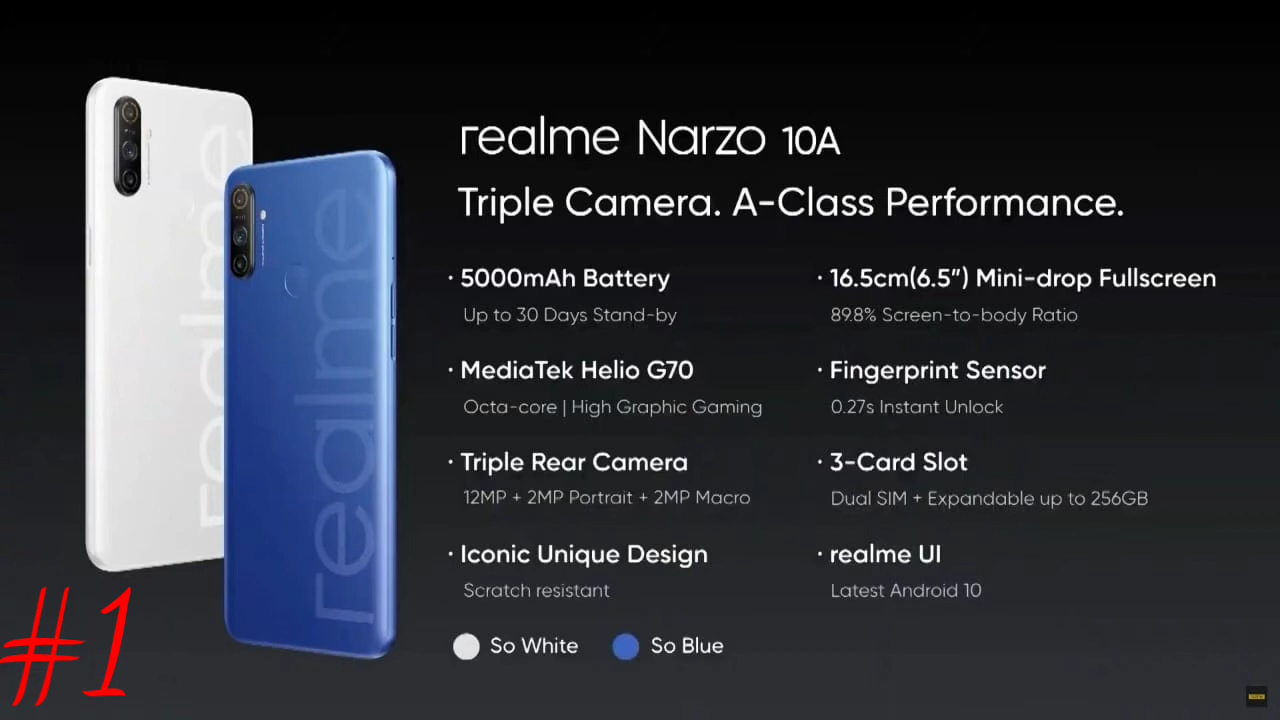 realme
realme
realme Narzo 10A
Triple Camera. A-Class Performance.
· 5000mAh Battery
Up to 30 Days Stand-by
· MediaTek Helio G70
Octa-core | High Graphic Gaming
· Triple Rear Camera
12MP + 2MP Portrait + 2MP Macro
· Iconic Unique Design
Scratch resistant
· 16.5cm(6.5”) Mini-drop Fullscreen
89.8% Screen-to-body Ratio
· Fingerprint Sensor
0.27s Instant Unlock
· 3-Card Slot
Dual SIM + Expandable up to 256GB
· realme UI
Latest Android 10
So White
So Blue
#1